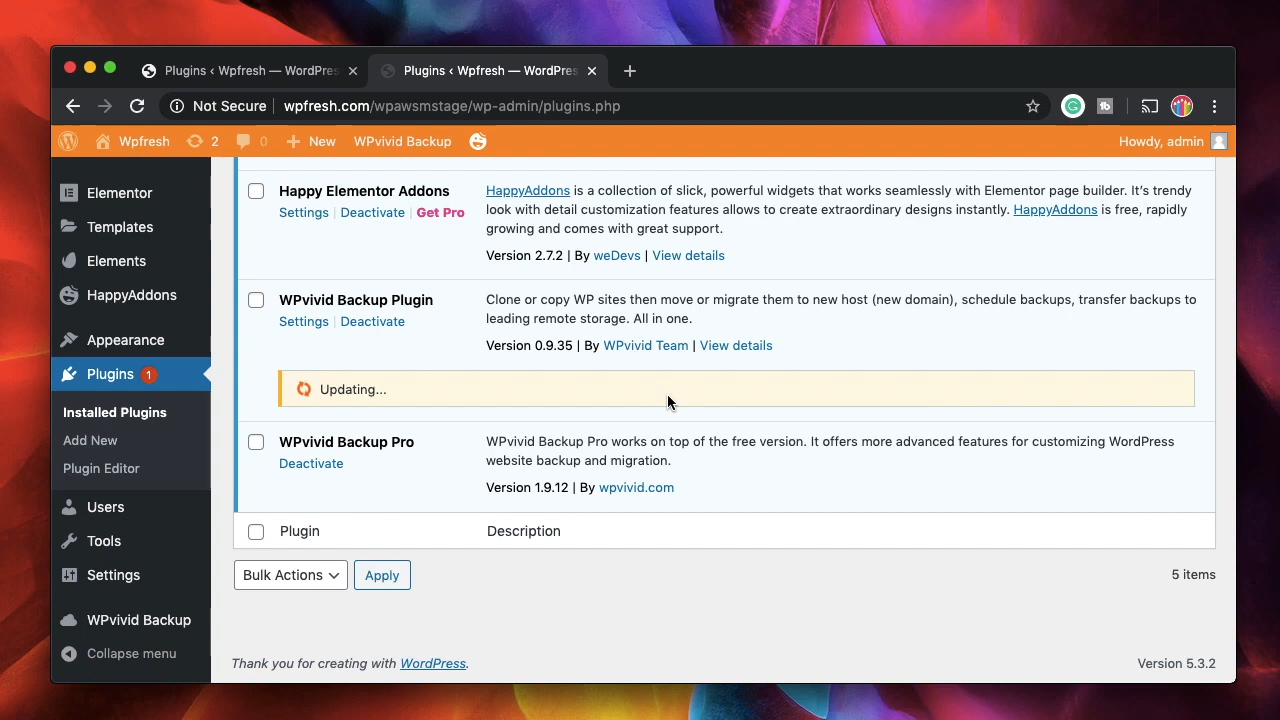 Plugins ‹ Wpfresh — WordPres
Plugins ‹ Wpfresh — WordPres
Not Secure
wpfresh.com/wpawsmstage/wp-admin/plugins.php
Wpfresh
2
0
New
WPvivid Backup
Howdy, admin
Elementor
Templates
Elements
HappyAddons
Appearance
Plugins 1
Installed Plugins
Add New
Plugin Editor
Users
Tools
Settings
WPvivid Backup
Collapse menu
Happy Elementor Addons
Settings | Deactivate | Get Pro
HappyAddons is a collection of slick, powerful widgets that works seamlessly with Elementor page builder. It’s trendy
look with detail customization features allows to create extraordinary designs instantly. HappyAddons is free, rapidly
growing and comes with great support.
Version 2.7.2 | By weDevs | View details
WPvivid Backup Plugin
Settings | Deactivate
Clone or copy WP sites then move or migrate them to new host (new domain), schedule backups, transfer backups to
leading remote storage. All in one.
Version 0.9.35 | By WPvivid Team | View details
Updating...
WPvivid Backup Pro
Deactivate
WPvivid Backup Pro works on top of the free version. It offers more advanced features for customizing WordPress
website backup and migration.
Version 1.9.12 | By wpvivid.com
Plugin
Description
Bulk Actions
Apply
5 items
Thank you for creating with WordPress.
Version 5.3.2